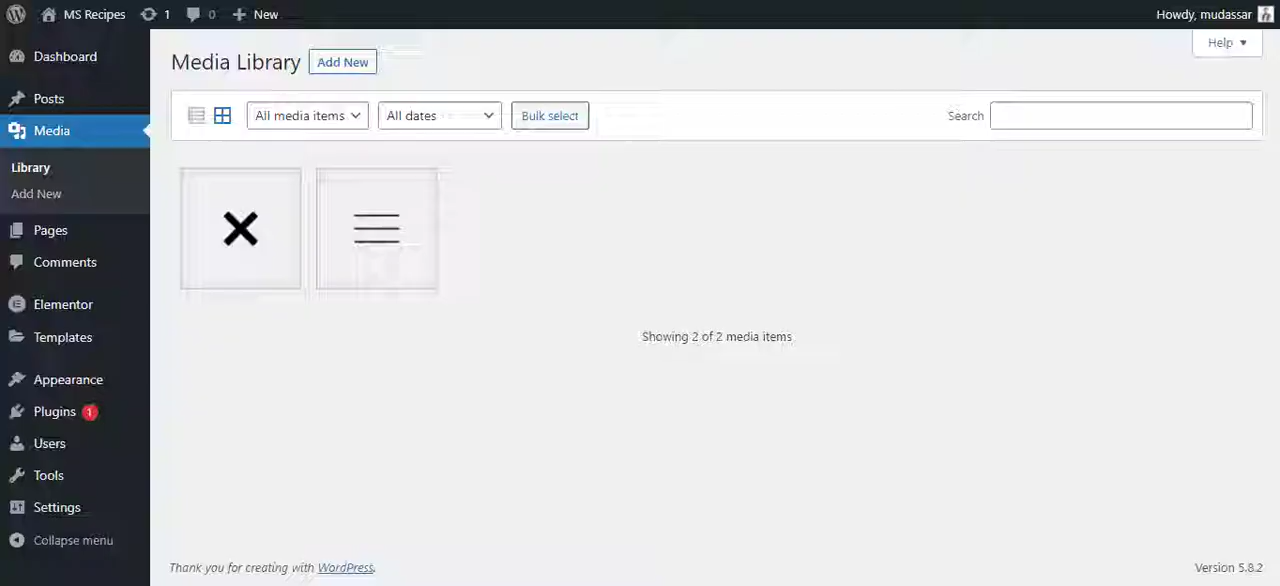 MS Recipes 1 0 New Howdy, mudassar
Dashboard
Posts
Media
Library
Add New
Pages
Comments
Elementor
Templates
Appearance
Plugins 1
Users
Tools
Settings
Collapse menu
Help
Media Library Add New
All media items All dates Bulk select Search
Showing 2 of 2 media items
Thank you for creating with WordPress. Version 5.8.2